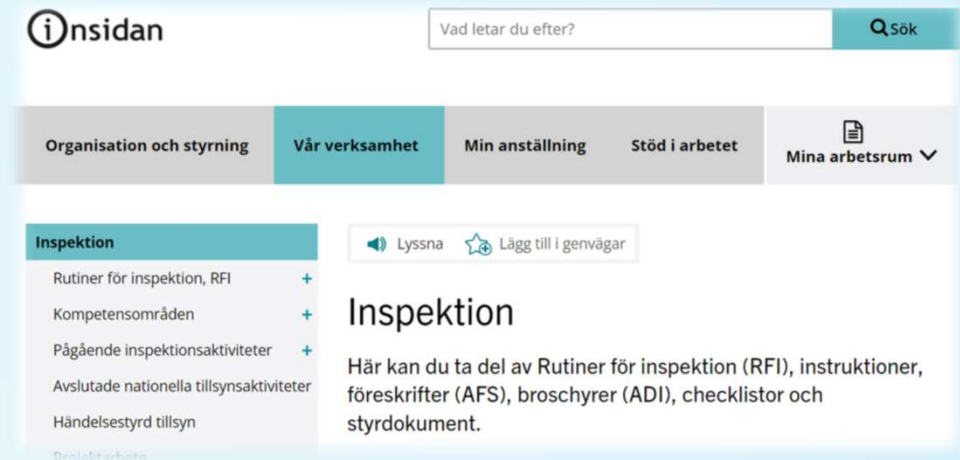 insidan
Vad letar du efter?
Sök
Organisation och styrning
Vår verksamhet
Min anställning
Stöd i arbetet
Mina arbetsrum
Inspektion
Rutiner för inspektion, RFI +
Kompetensområden +
Pågående inspektionsaktiviteter +
Avslutade nationella tillsynsaktiviteter
Händelsestyrd tillsyn
Projektarbete
Lyssna
Lägg till i genvägar
Inspektion
Här kan du ta del av Rutiner för inspektion (RFI), instruktioner,
föreskrifter (AFS), broschyrer (ADI), checklistor och
styrdokument.